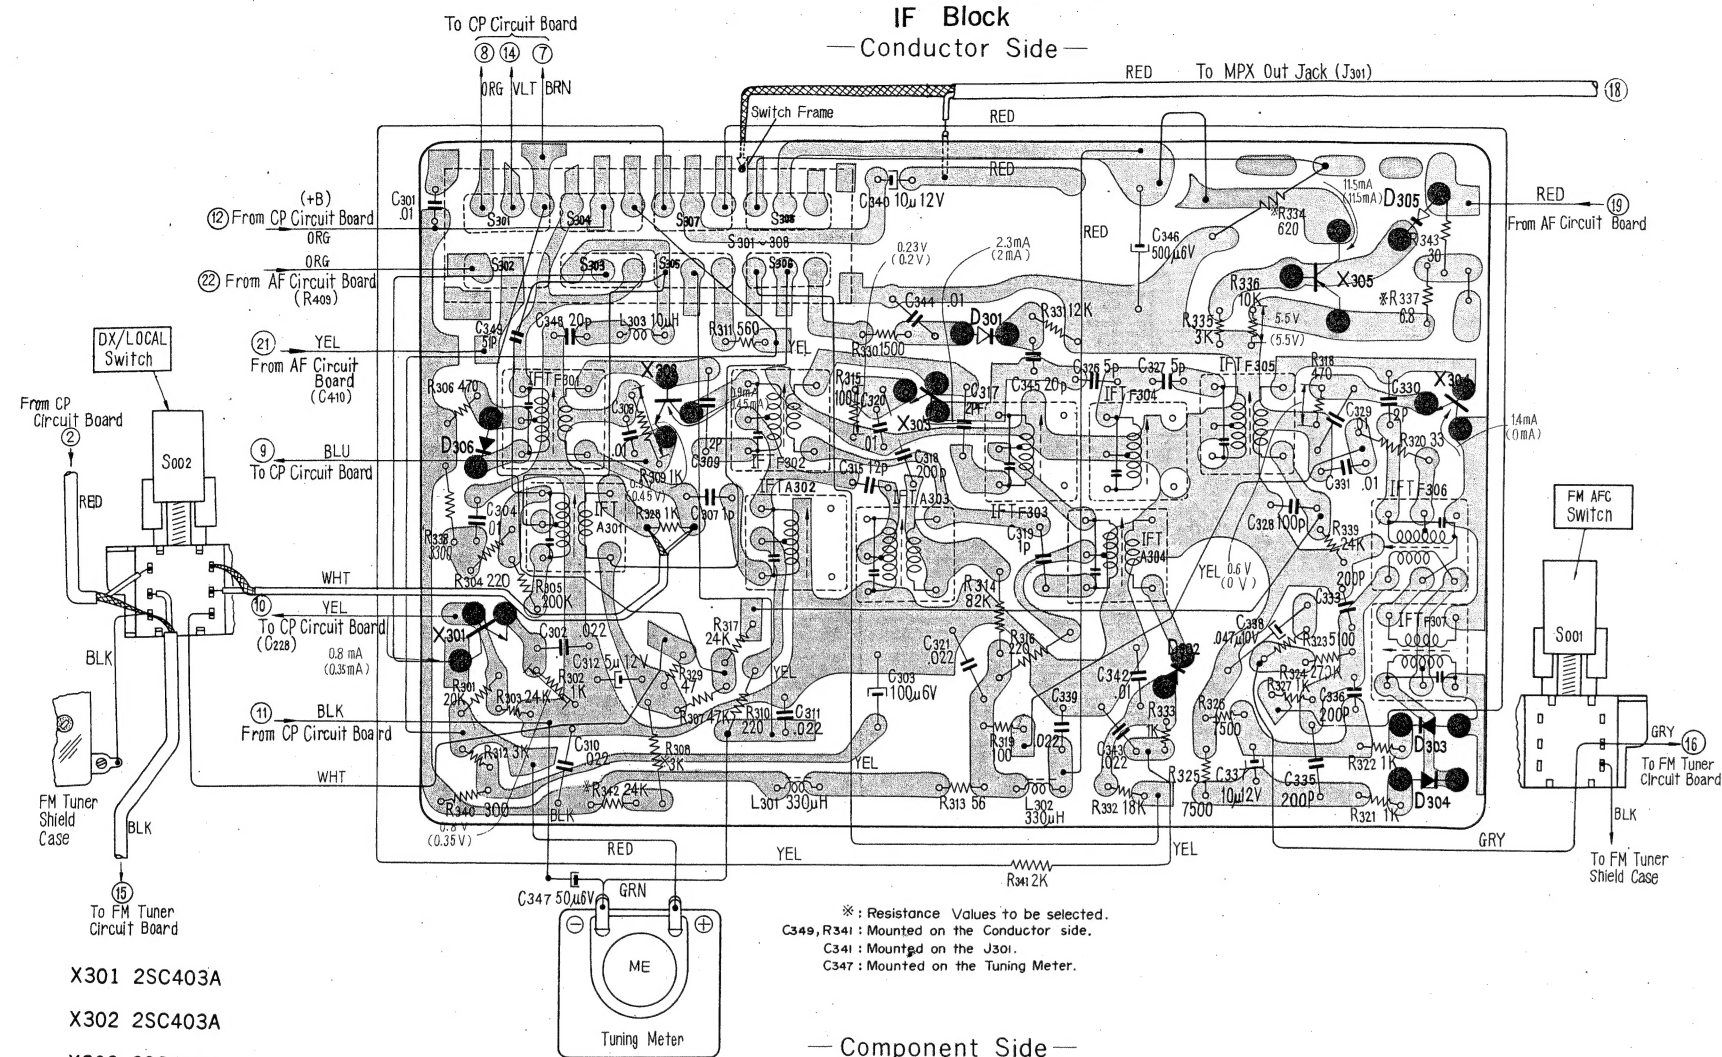 IF Block
—Conductor Side—
To CP Circuit Board
8 14 7
ORG VLT BRN
RED To MPX Out Jack (J301)
18
Switch Frame
RED
RED
C301
.01
(+B)
12 From CP Circuit Board
ORG
ORG
22 From AF Circuit Board
(R409)
S301 S304 S307 S308
S301~308
S302 S303 S305 S306
C340 10μ 12V
0.23V
(0.2V)
2.3mA
(2mA)
RED
C346
500μ6V
11.5mA
(11.5mA)
※R334
620
D305
RED
19
From AF Circuit Board
R343
30
X305
R336
10K
※R337
6.8
R335
3K
5.5V
(5.5V)
21 YEL
From AF Circuit
Board
(C410)
C349
51P
C348 20p
L303 10μH
R311 560
YEL
C344 .01
R330 1500
D301
R331 12K
C345 20p
C326 5p
C327 5p
IFT F304
IFT F305
R318
470
C330
2P
X304
1.4mA
(0mA)
DX/LOCAL
Switch
From CP
Circuit Board
2
RED
S002
R306 470
D306
IFT F301
C308
.01
C309
2P
IFT F302
R315
C320
.01
X303
C317
2PF
C329
.01
R320 33
C331 .01
9 BLU
To CP Circuit Board
R309 1K
(0.45V)
C307 1p
R328 1K
IFT A302
C315 12p
C318
200p
IFT A303
IFT F303
C319
1p
IFT
A304
C328 100p
IFT F306
R339
24K
FM AFC
Switch
S001
R338
3300
C304
.01
IFT
A301
R304 220
R305
200K
WHT
10 YEL
To CP Circuit Board
(C228)
BLK
X301
0.8 mA
(0.35mA)
C302 .022
C312 5μ 12V
R301
20K
R303 24K
R302
1K
R317
24K
R329
47
R307 47K
R310
220
C311
.022
YEL
C303
100μ6V
C321
.022
R314
82K
R316
220
YEL 0.6V
(0V)
200P
C333
C338
.047μ10V
R323 5100
IFT F307
D302
C342
.01
R324
R327 1K
C336
200P
R326
7500
11 BLK
From CP Circuit Board
R312 3K
C310
.022
R308
※3K
※R342 24K
R340 300
0.8V
(0.35V)
BLK
YEL
L301 330μH
R313 56
R319
100
C339
.022
L302
330μH
C343
.022
R333
1K
R332 18K
R325
7500
C337
10μ12V
C335
200P
R322 1K
D303
D304
R321 1K
GRY
16
To FM Tuner
Circuit Board
BLK
To FM Tuner
Shield Case
WHT
FM Tuner
Shield
Case
BLK
15
To FM Tuner
Circuit Board
RED
YEL
YEL
GRY
R341 2K
C347 50μ6V
GRN
− +
ME
Tuning Meter
※: Resistance Values to be selected.
C349, R341 : Mounted on the Conductor side.
C341 : Mounted on the J301.
C347 : Mounted on the Tuning Meter.
X301 2SC403A
X302 2SC403A
—Component Side—